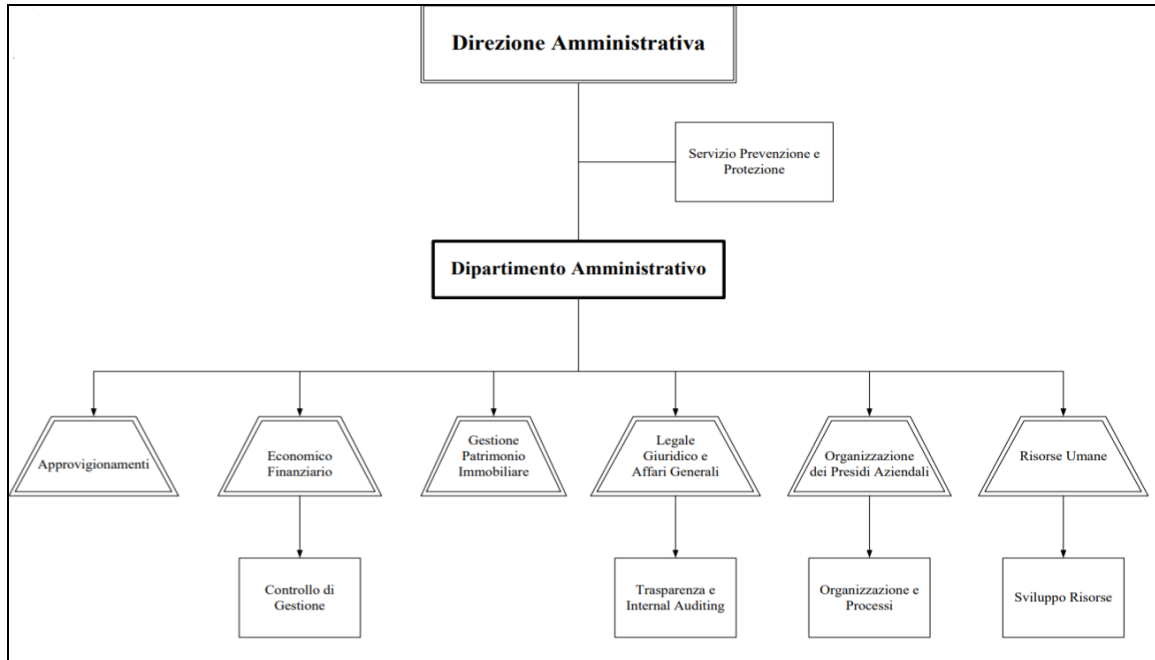 Direzione Amministrativa
Servizio Prevenzione e
Protezione
Dipartimento Amministrativo
Approvigionamenti
Economico
Finanziario
Gestione
Patrimonio
Immobiliare
Legale
Giuridico e
Affari Generali
Organizzazione
dei Presidi Aziendali
Risorse Umane
Controllo di
Gestione
Trasparenza e
Internal Auditing
Organizzazione e
Processi
Sviluppo Risorse